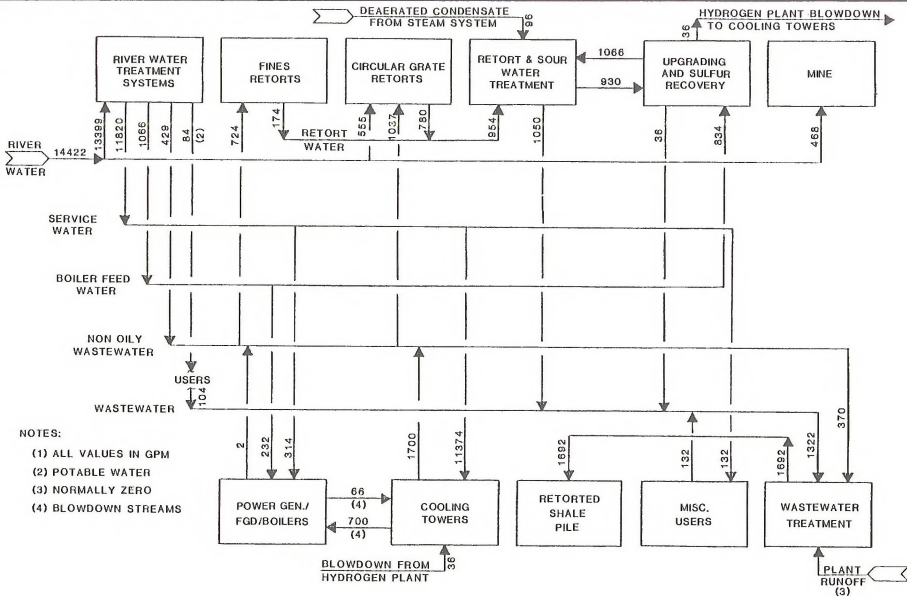 DEAERATED CONDENSATE
FROM STEAM SYSTEM
96
36
HYDROGEN PLANT BLOWDOWN
TO COOLING TOWERS
RIVER WATER
TREATMENT
SYSTEMS
FINES
RETORTS
CIRCULAR GRATE
RETORTS
RETORT & SOUR
WATER
TREATMENT
1066
930
UPGRADING
AND SULFUR
RECOVERY
MINE
13399
11820
1066
429
84
(2)
724
174
RETORT
WATER
555
1037
780
954
1050
36
834
468
RIVER
WATER
14422
SERVICE
WATER
BOILER FEED
WATER
NON OILY
WASTEWATER
USERS
104
WASTEWATER
370
NOTES:
(1) ALL VALUES IN GPM
(2) POTABLE WATER
(3) NORMALLY ZERO
(4) BLOWDOWN STREAMS
2
232
314
1700
11374
1692
132
132
1692
1322
POWER GEN./
FGD/BOILERS
66
(4)
700
(4)
COOLING
TOWERS
RETORTED
SHALE
PILE
MISC.
USERS
WASTEWATER
TREATMENT
BLOWDOWN FROM
HYDROGEN PLANT
36
PLANT
RUNOFF
(3)